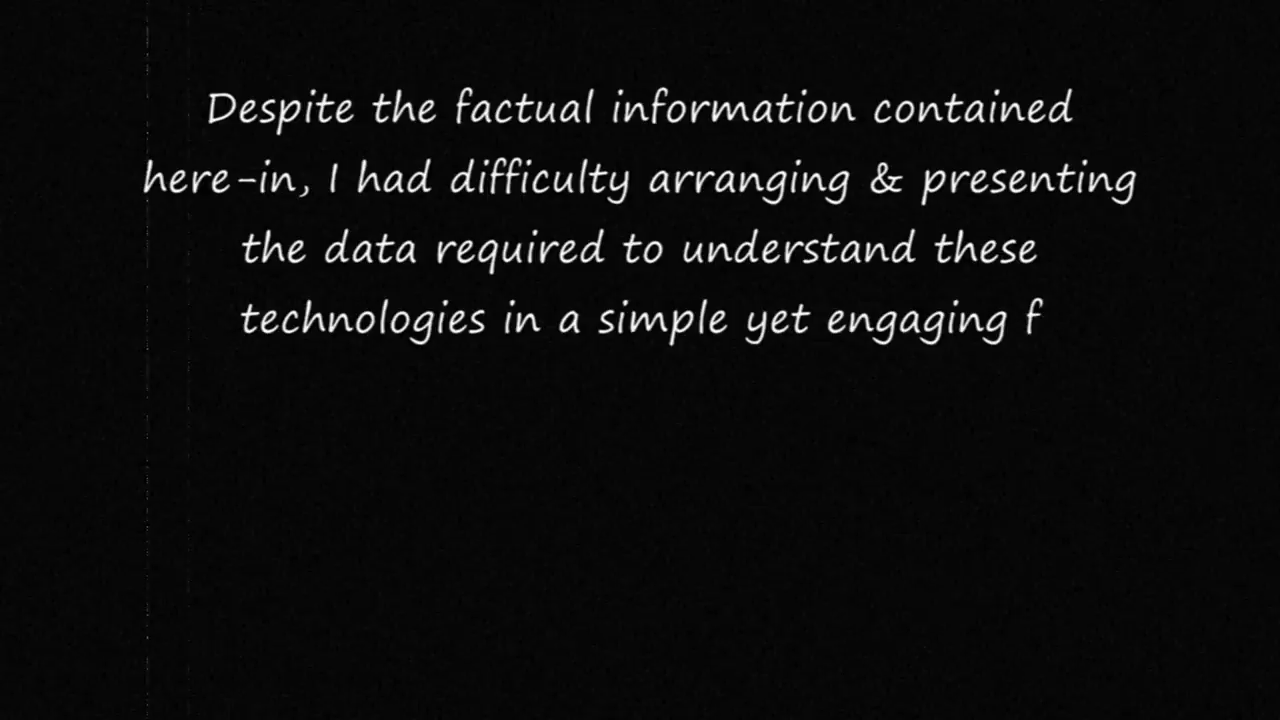 Despite the factual information contained
here-in, I had difficulty arranging & presenting
the data required to understand these
technologies in a simple yet engaging f